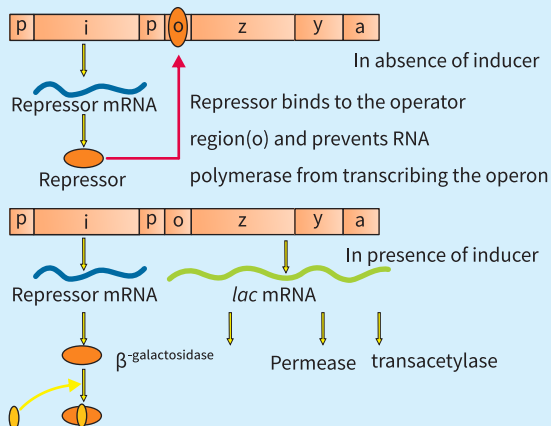 p i p o z y a
In absence of inducer
Repressor mRNA
Repressor binds to the operator
region(o) and prevents RNA
Repressor
polymerase from transcribing the operon
p i p o z y a
In presence of inducer
Repressor mRNA
lac mRNA
β-galactosidase
Permease
transacetylase